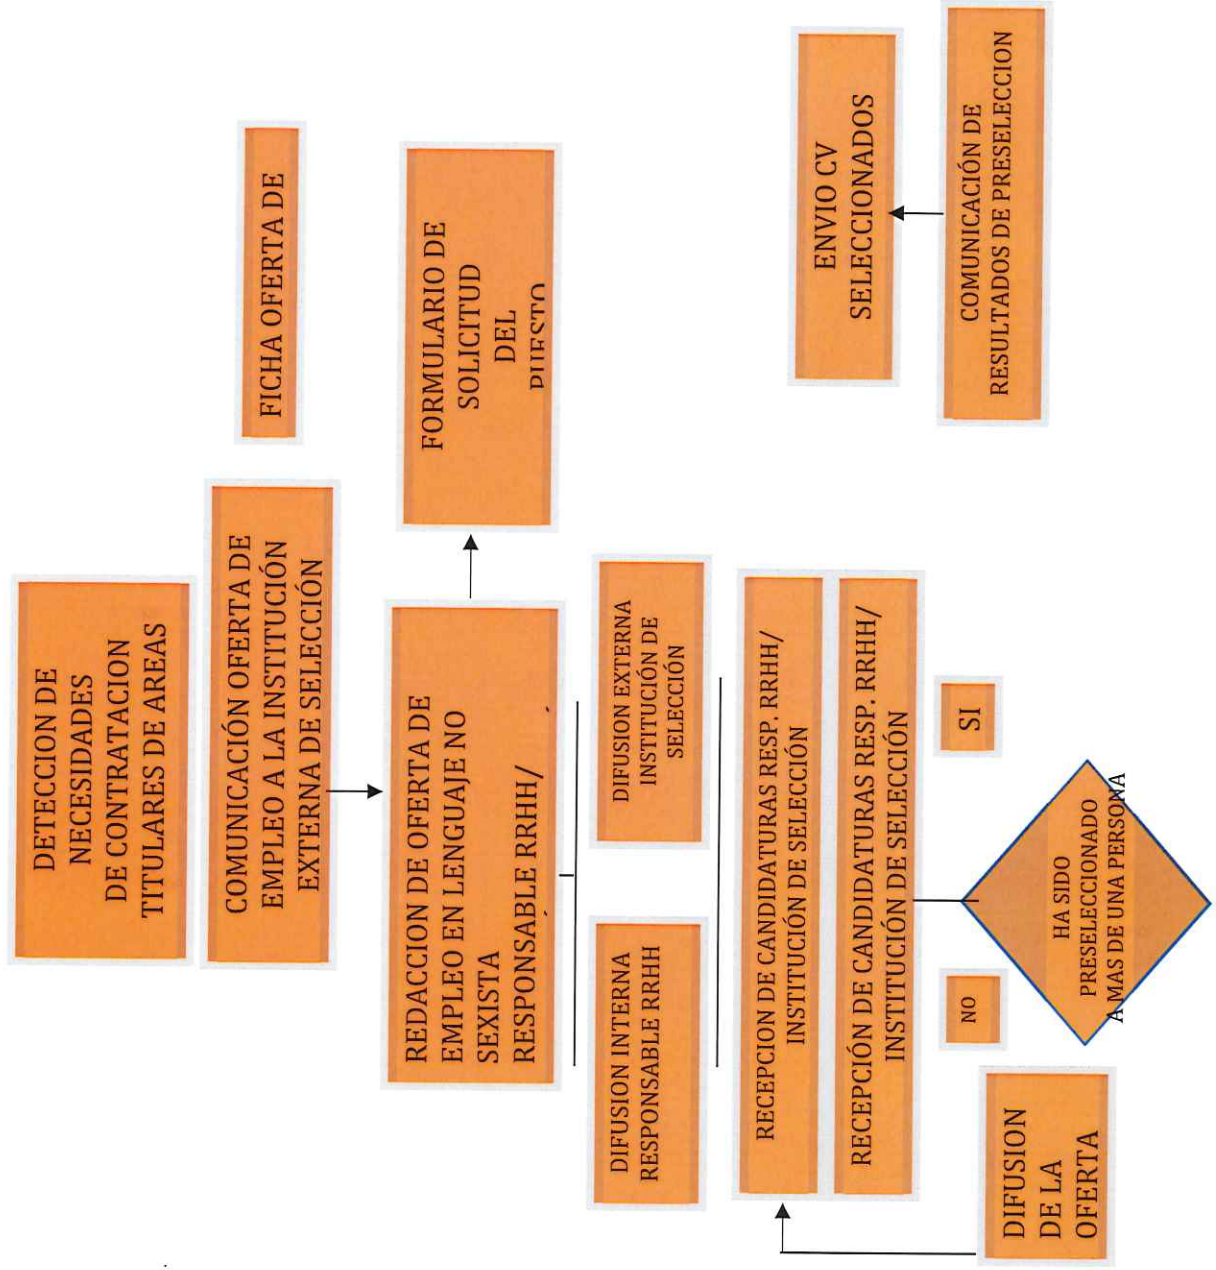 DETECCION DE
NECESIDADES
DE CONTRATACION
TITULARES DE AREAS
COMUNICACIÓN OFERTA DE
EMPLEO A LA INSTITUCIÓN
EXTERNA DE SELECCIÓN
FICHA OFERTA DE
REDACCION DE OFERTA DE
EMPLEO EN LENGUAJE NO
SEXISTA
RESPONSABLE RRHH/
FORMULARIO DE
SOLICITUD
DEL
PUESTO
DIFUSION INTERNA
RESPONSABLE RRHH
DIFUSION EXTERNA
INSTITUCIÓN DE
SELECCIÓN
RECEPCION DE CANDIDATURAS RESP. RRHH/
INSTITUCIÓN DE SELECCIÓN
RECEPCIÓN DE CANDIDATURAS RESP. RRHH/
INSTITUCIÓN DE SELECCIÓN
NO
SI
HA SIDO
PRESELECCIONADO
A MAS DE UNA PERSONA
DIFUSION
DE LA
OFERTA
ENVIO CV
SELECCIONADOS
COMUNICACIÓN DE
RESULTADOS DE PRESELECCION